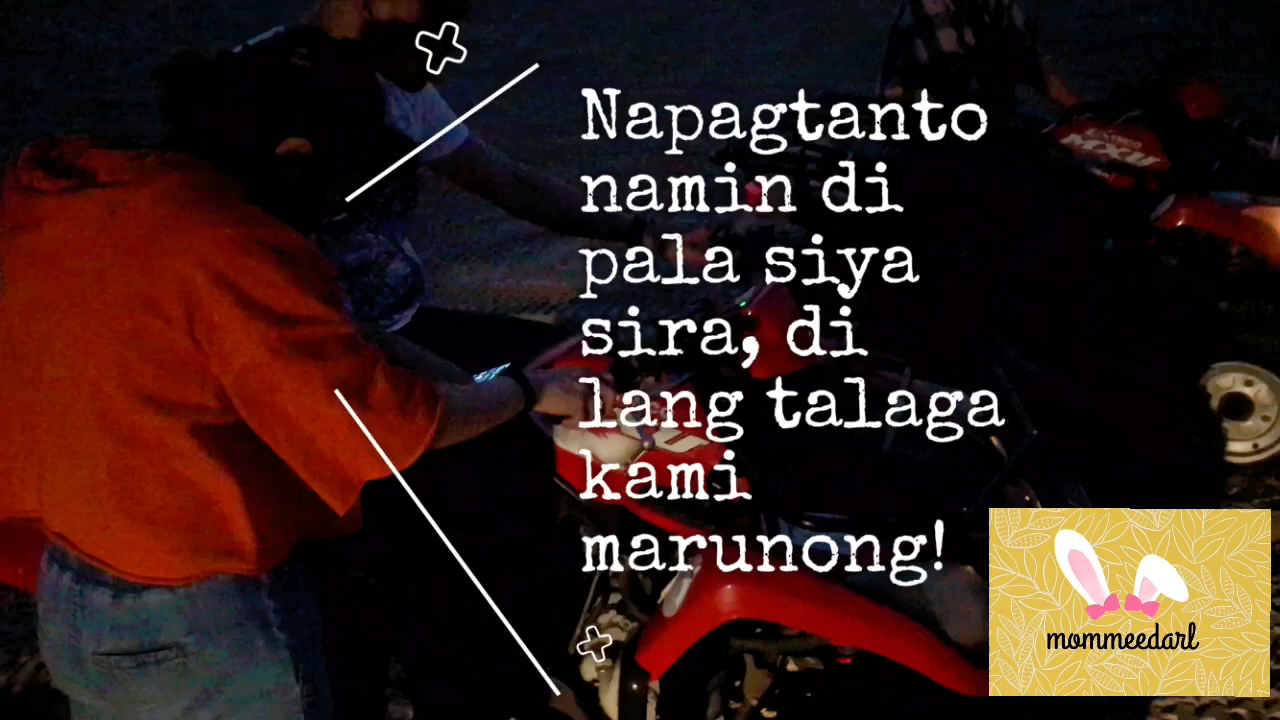 Napagtanto
namin di
pala siya
sira, di
lang talaga
kami
marunong!
mommeedarl